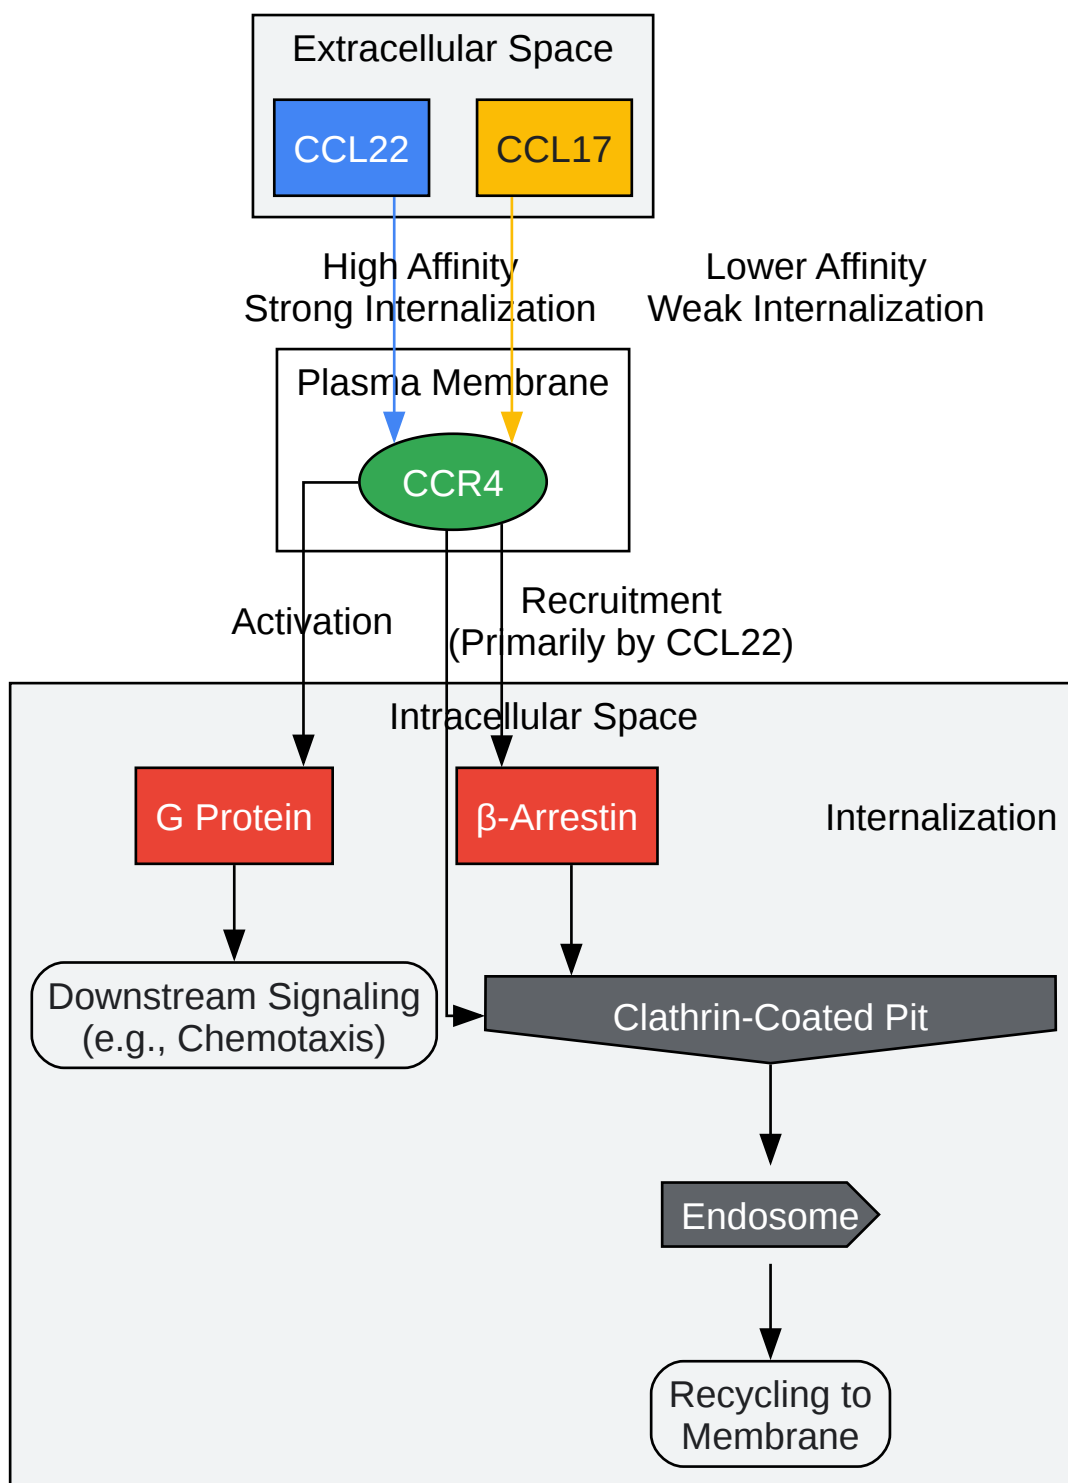 Extracellular Space
CCL22
CCL17
High Affinity
Strong Internalization
Lower Affinity
Weak Internalization
Plasma Membrane
CCR4
Activation
Recruitment
(Primarily by CCL22)
Intracellular Space
G Protein
β-Arrestin
Internalization
Downstream Signaling
(e.g., Chemotaxis)
Clathrin-Coated Pit
Endosome
Recycling to
Membrane